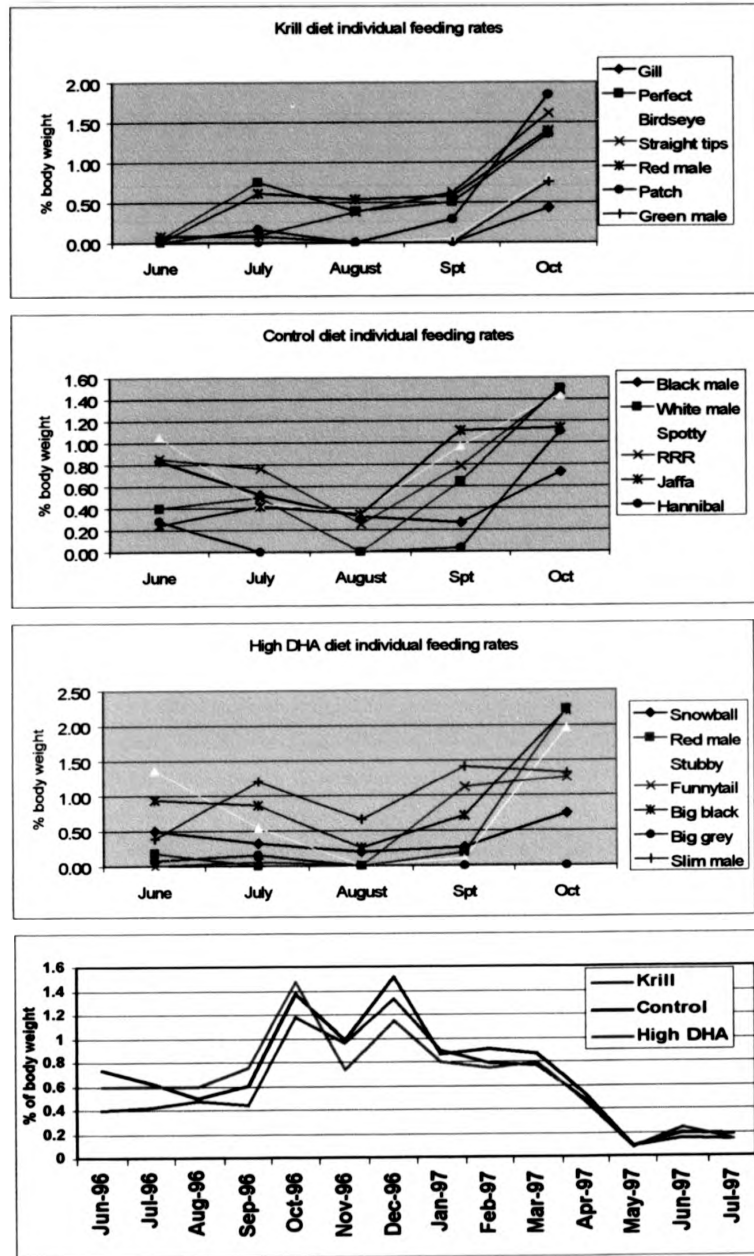 Krill diet individual feeding rates
% body weight
2.00
1.50
1.00
0.50
0.00
June July August Spt Oct
Gill
Perfect
Birdseye
Straight tips
Red male
Patch
Green male
Control diet individual feeding rates
% body weight
1.60
1.40
1.20
1.00
0.80
0.60
0.40
0.20
0.00
June July August Spt Oct
Black male
White male
Spotty
RRR
Jaffa
Hannibal
High DHA diet individual feeding rates
% body weight
2.50
2.00
1.50
1.00
0.50
0.00
June July August Spt Oct
Snowball
Red male
Stubby
Funnytail
Big black
Big grey
Slim male
% of body weight
1.6
1.4
1.2
1
0.8
0.6
0.4
0.2
0
Jun-96 Jul-96 Aug-96 Sep-96 Oct-96 Nov-96 Dec-96 Jan-97 Feb-97 Mar-97 Apr-97 May-97 Jun-97 Jul-97
Krill
Control
High DHA